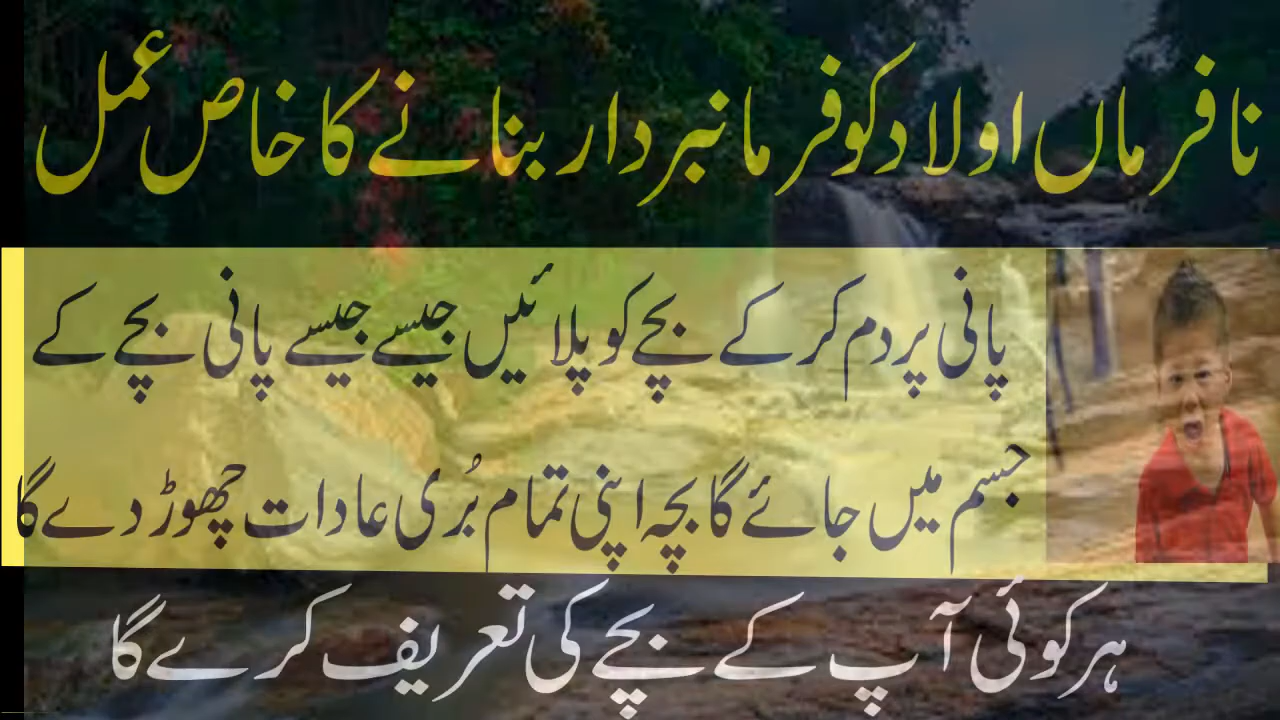 نافرماں اولاد کو فرمانبردار بنانے کا خاص عمل
پانی پر دم کر کے بچے کو پلائیں جیسے جیسے پانی بچے کے
جسم میں جائے گا بچہ اپنی تمام بُری عادات چھوڑ دے گا
ہر کوئی آپ کے بچے کی تعریف کرے گا